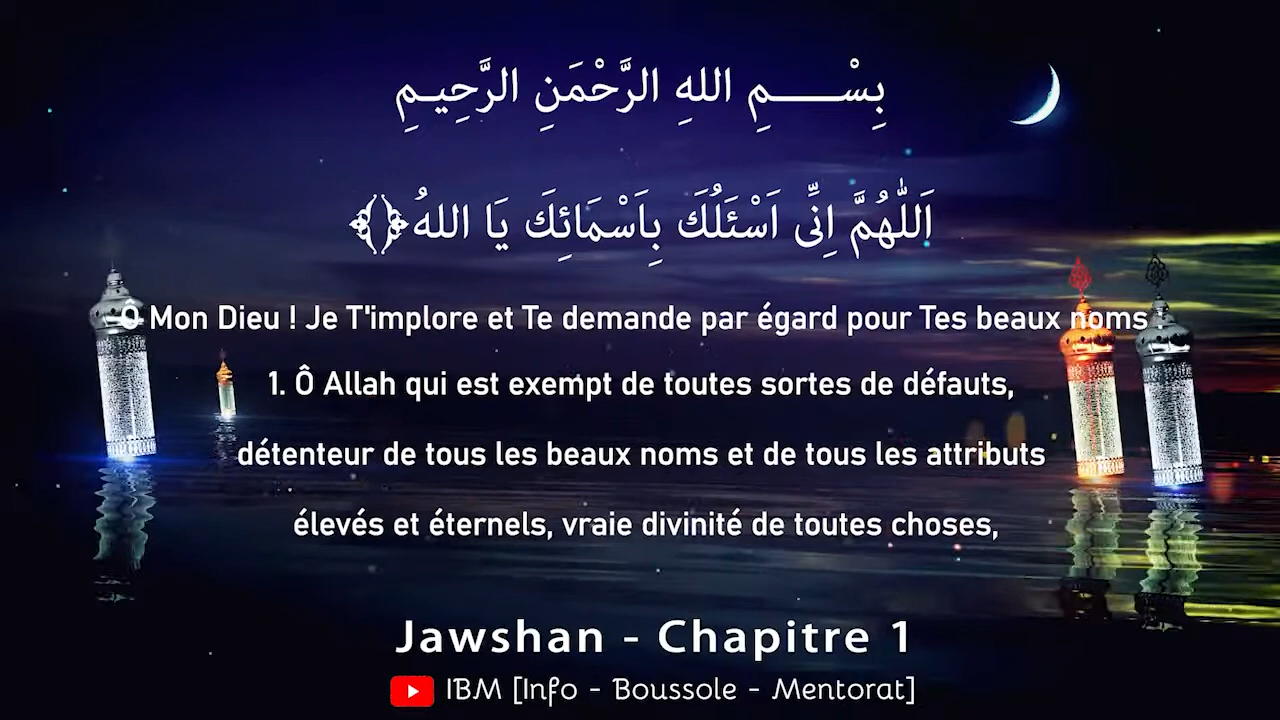 بِسْـــــمِ اللهِ الرَّحْمَنِ الرَّحِيمِ
اَللّٰهُمَّ اِنِّى اَسْئَلُكَ بِاَسْمَائِكَ يَا اللهُ ﴿﴾
Ô Mon Dieu ! Je T'implore et Te demande par égard pour Tes beaux noms :
1. Ô Allah qui est exempt de toutes sortes de défauts,
détenteur de tous les beaux noms et de tous les attributs
élevés et éternels, vraie divinité de toutes choses,
Jawshan - Chapitre 1
IBM [Info - Boussole - Mentorat]